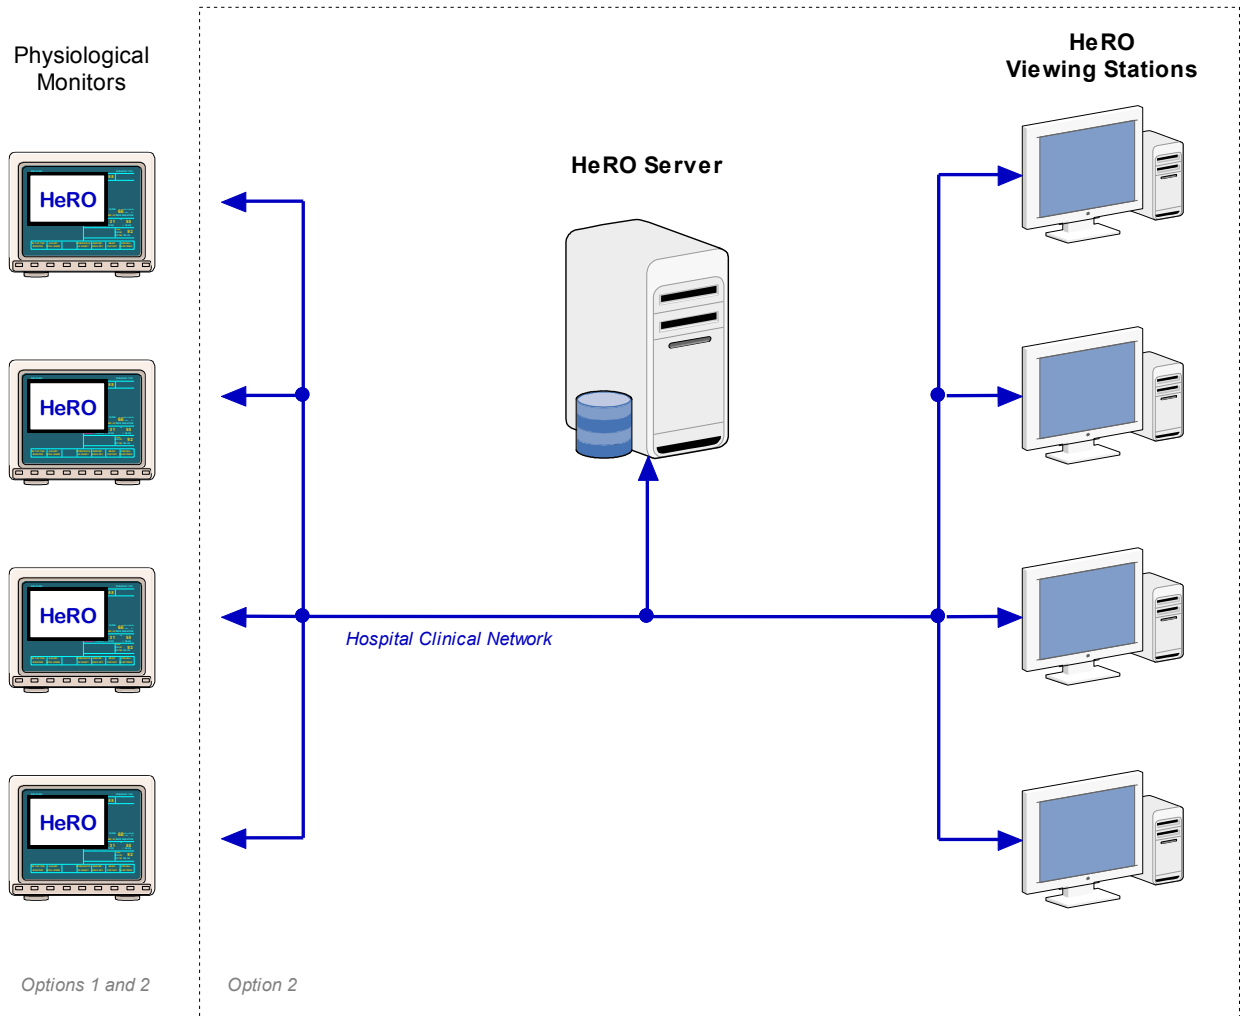 Physiological
Monitors
HeRO
Viewing Stations
HeRO Server
HeRO
HeRO
HeRO
HeRO
Hospital Clinical Network
Options 1 and 2
Option 2